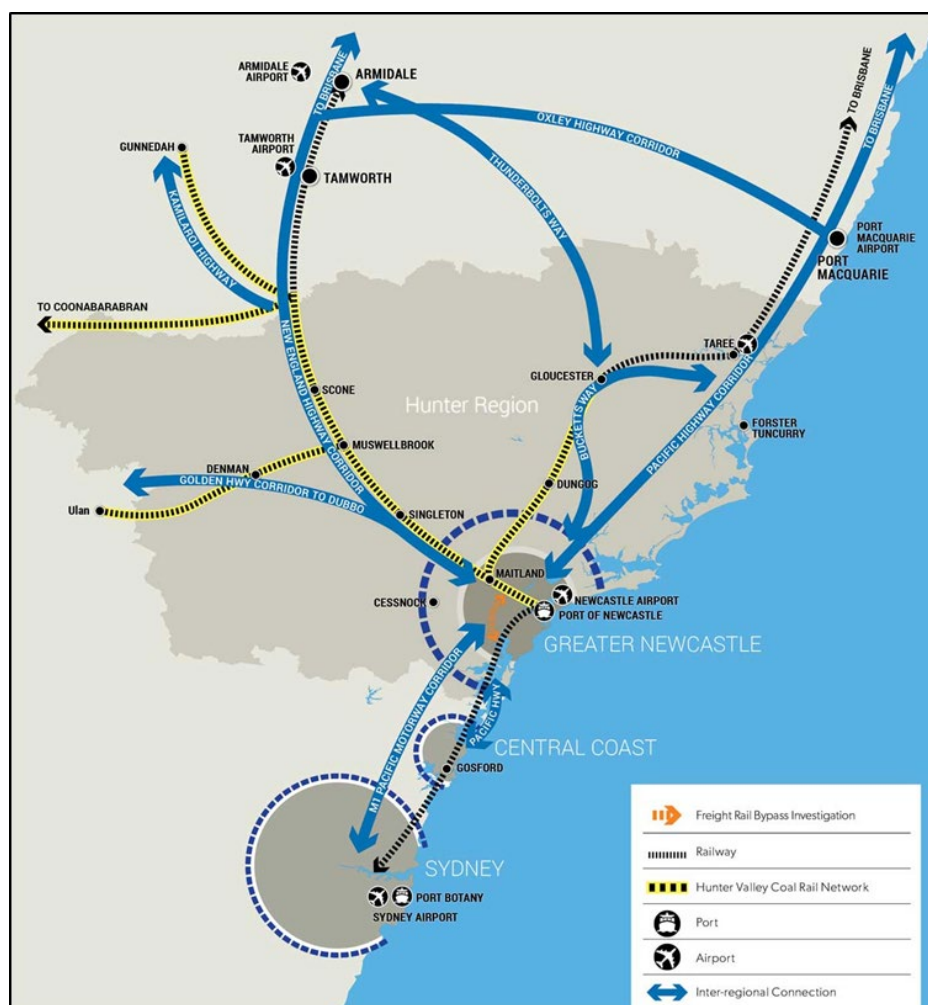 ARMIDALE
AIRPORT
ARMIDALE
TO BRISBANE
TO BRISBANE
TO BRISBANE
OXLEY HIGHWAY CORRIDOR
GUNNEDAH
TAMWORTH
AIRPORT
TAMWORTH
THUNDERBOLTS WAY
KAMILAROI HIGHWAY
PORT
MACQUARIE
AIRPORT
PORT
MACQUARIE
TO COONABARABRAN
NEW ENGLAND HIGHWAY CORRIDOR
TAREE
GLOUCESTER
SCONE
Hunter Region
BUCKETTS WAY
PACIFIC HIGHWAY CORRIDOR
FORSTER
TUNCURRY
MUSWELLBROOK
DENMAN
GOLDEN HWY CORRIDOR TO DUBBO
DUNGOG
Ulan
SINGLETON
MAITLAND
CESSNOCK
NEWCASTLE AIRPORT
PORT OF NEWCASTLE
GREATER NEWCASTLE
M1 PACIFIC MOTORWAY CORRIDOR
PACIFIC HWY
CENTRAL COAST
GOSFORD
SYDNEY
PORT BOTANY
SYDNEY AIRPORT
Freight Rail Bypass Investigation
Railway
Hunter Valley Coal Rail Network
Port
Airport
Inter-regional Connection